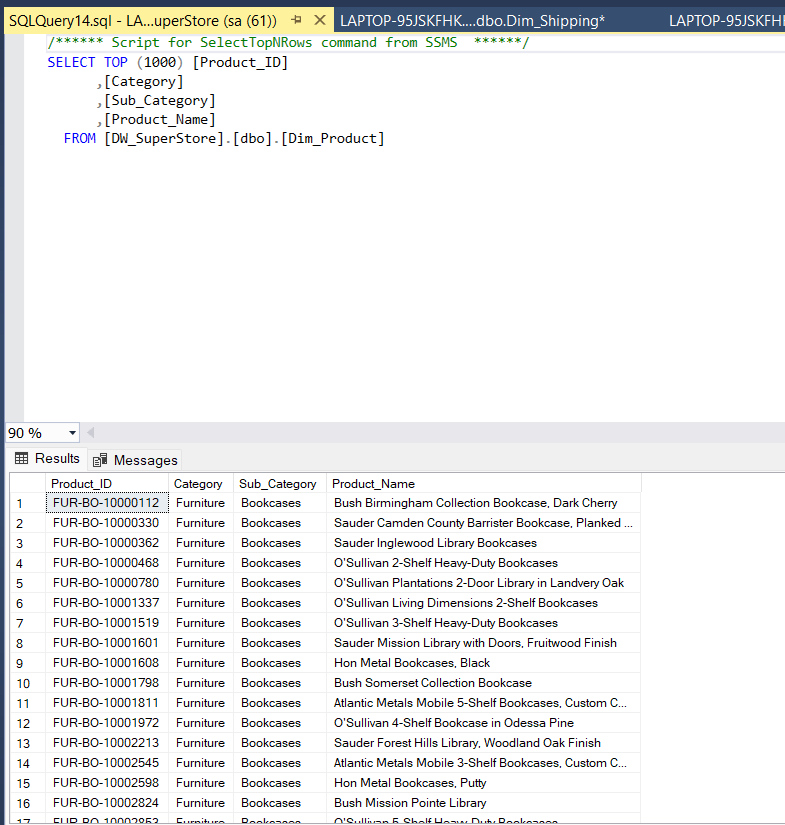 SQLQuery14.sql - LA...uperStore (sa (61)) LAPTOP-95JSKFHK....dbo.Dim_Shipping* LAPTOP-95JSKFH
/****** Script for SelectTopNRows command from SSMS ******/
SELECT TOP (1000) [Product_ID]
,[Category]
,[Sub_Category]
,[Product_Name]
FROM [DW_SuperStore].[dbo].[Dim_Product]
90 %
Results Messages
Product_ID Category Sub_Category Product_Name
1 FUR-BO-10000112 Furniture Bookcases Bush Birmingham Collection Bookcase, Dark Cherry
2 FUR-BO-10000330 Furniture Bookcases Sauder Camden County Barrister Bookcase, Planked ...
3 FUR-BO-10000362 Furniture Bookcases Sauder Inglewood Library Bookcases
4 FUR-BO-10000468 Furniture Bookcases O'Sullivan 2-Shelf Heavy-Duty Bookcases
5 FUR-BO-10000780 Furniture Bookcases O'Sullivan Plantations 2-Door Library in Landvery Oak
6 FUR-BO-10001337 Furniture Bookcases O'Sullivan Living Dimensions 2-Shelf Bookcases
7 FUR-BO-10001519 Furniture Bookcases O'Sullivan 3-Shelf Heavy-Duty Bookcases
8 FUR-BO-10001601 Furniture Bookcases Sauder Mission Library with Doors, Fruitwood Finish
9 FUR-BO-10001608 Furniture Bookcases Hon Metal Bookcases, Black
10 FUR-BO-10001798 Furniture Bookcases Bush Somerset Collection Bookcase
11 FUR-BO-10001811 Furniture Bookcases Atlantic Metals Mobile 5-Shelf Bookcases, Custom C...
12 FUR-BO-10001972 Furniture Bookcases O'Sullivan 4-Shelf Bookcase in Odessa Pine
13 FUR-BO-10002213 Furniture Bookcases Sauder Forest Hills Library, Woodland Oak Finish
14 FUR-BO-10002545 Furniture Bookcases Atlantic Metals Mobile 3-Shelf Bookcases, Custom C...
15 FUR-BO-10002598 Furniture Bookcases Hon Metal Bookcases, Putty
16 FUR-BO-10002824 Furniture Bookcases Bush Mission Pointe Library
17 FUR-BO-10002853 Furniture Bookcases O'Sullivan 5-Shelf Heavy-Duty Bookcases